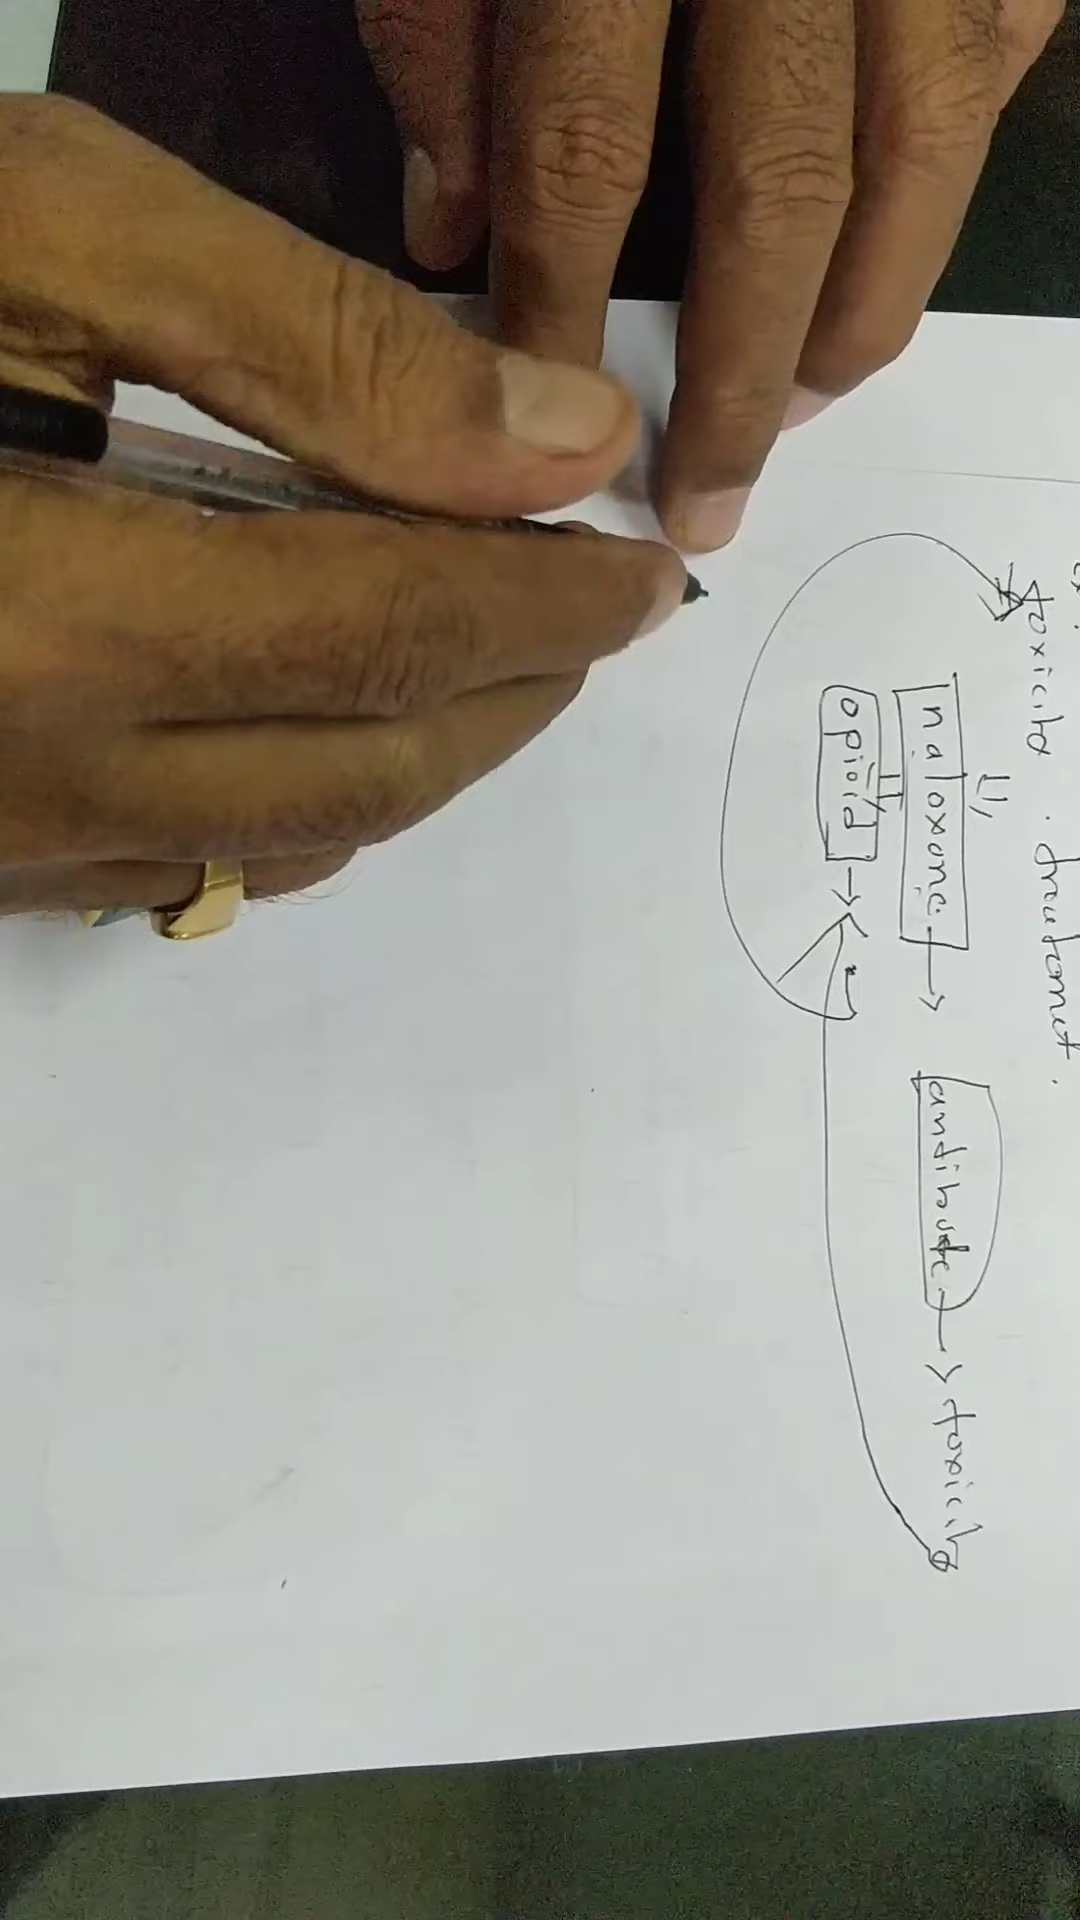 toxicity. treatment.
naloxone → antidote → toxicity
opioid →